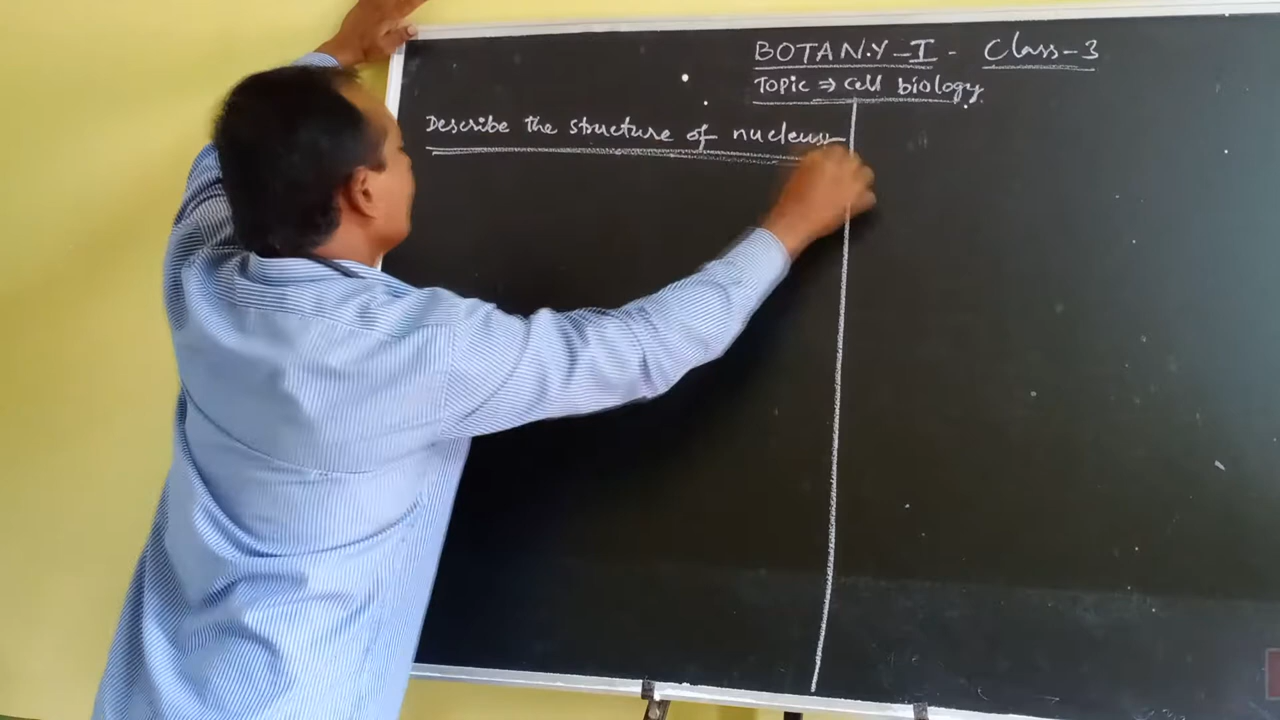 BOTANY-I - Class-3
Topic ⇒ Cell biology
Describe the structure of nucleus